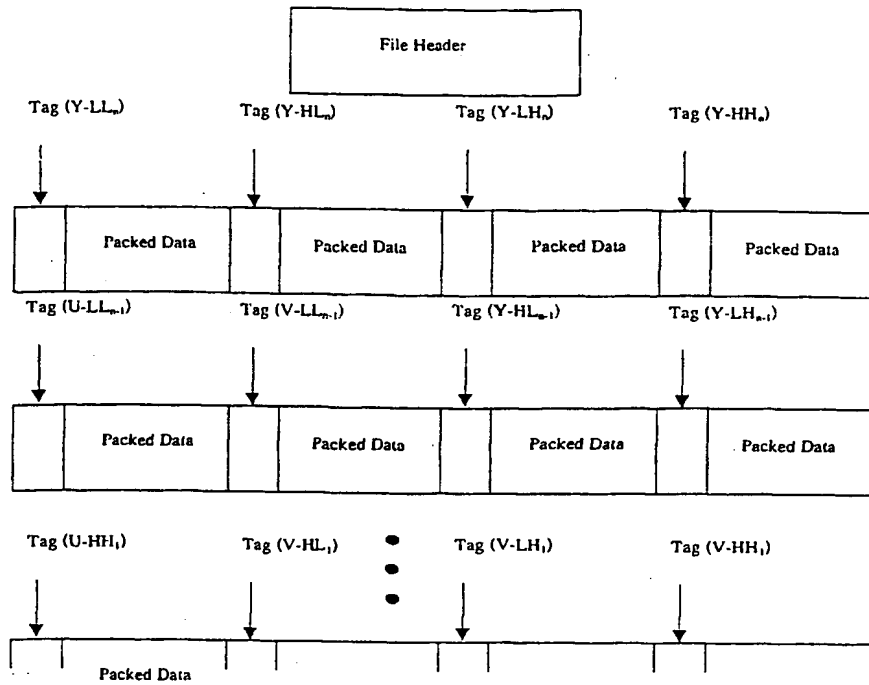 File Header
Tag (Y-LLₙ) Tag (Y-HLₙ) Tag (Y-LHₙ) Tag (Y-HHₙ)
Packed Data Packed Data Packed Data Packed Data
Tag (U-LLₙ₋₁) Tag (V-LLₙ₋₁) Tag (Y-HLₙ₋₁) Tag (Y-LHₙ₋₁)
Packed Data Packed Data Packed Data Packed Data
Tag (U-HH₁) Tag (V-HL₁) Tag (V-LH₁) Tag (V-HH₁)
Packed Data